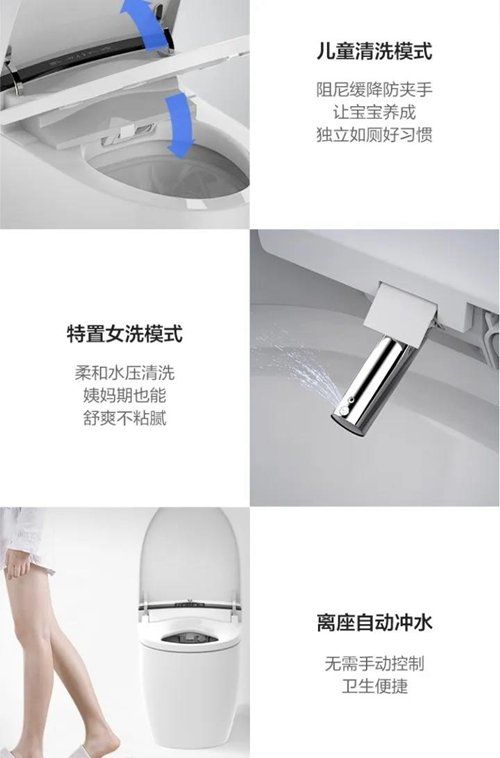 儿童清洗模式
阻尼缓降防夹手
让宝宝养成
独立如厕好习惯
特置女洗模式
柔和水压清洗
姨妈期也能
舒爽不粘腻
离座自动冲水
无需手动控制
卫生便捷